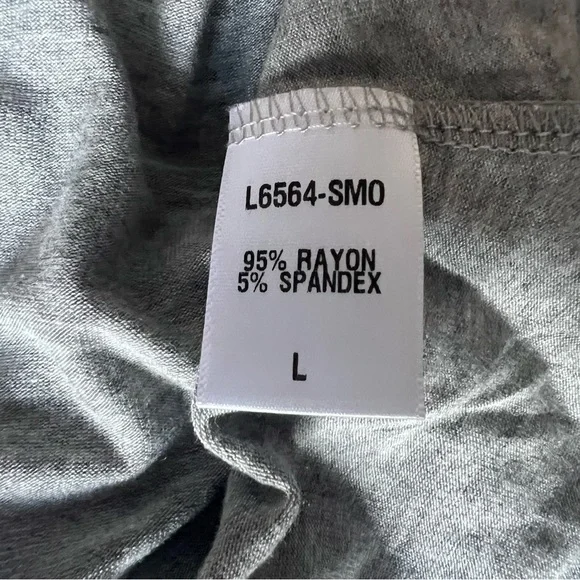 L6564-SMO
95% RAYON
5% SPANDEX
L